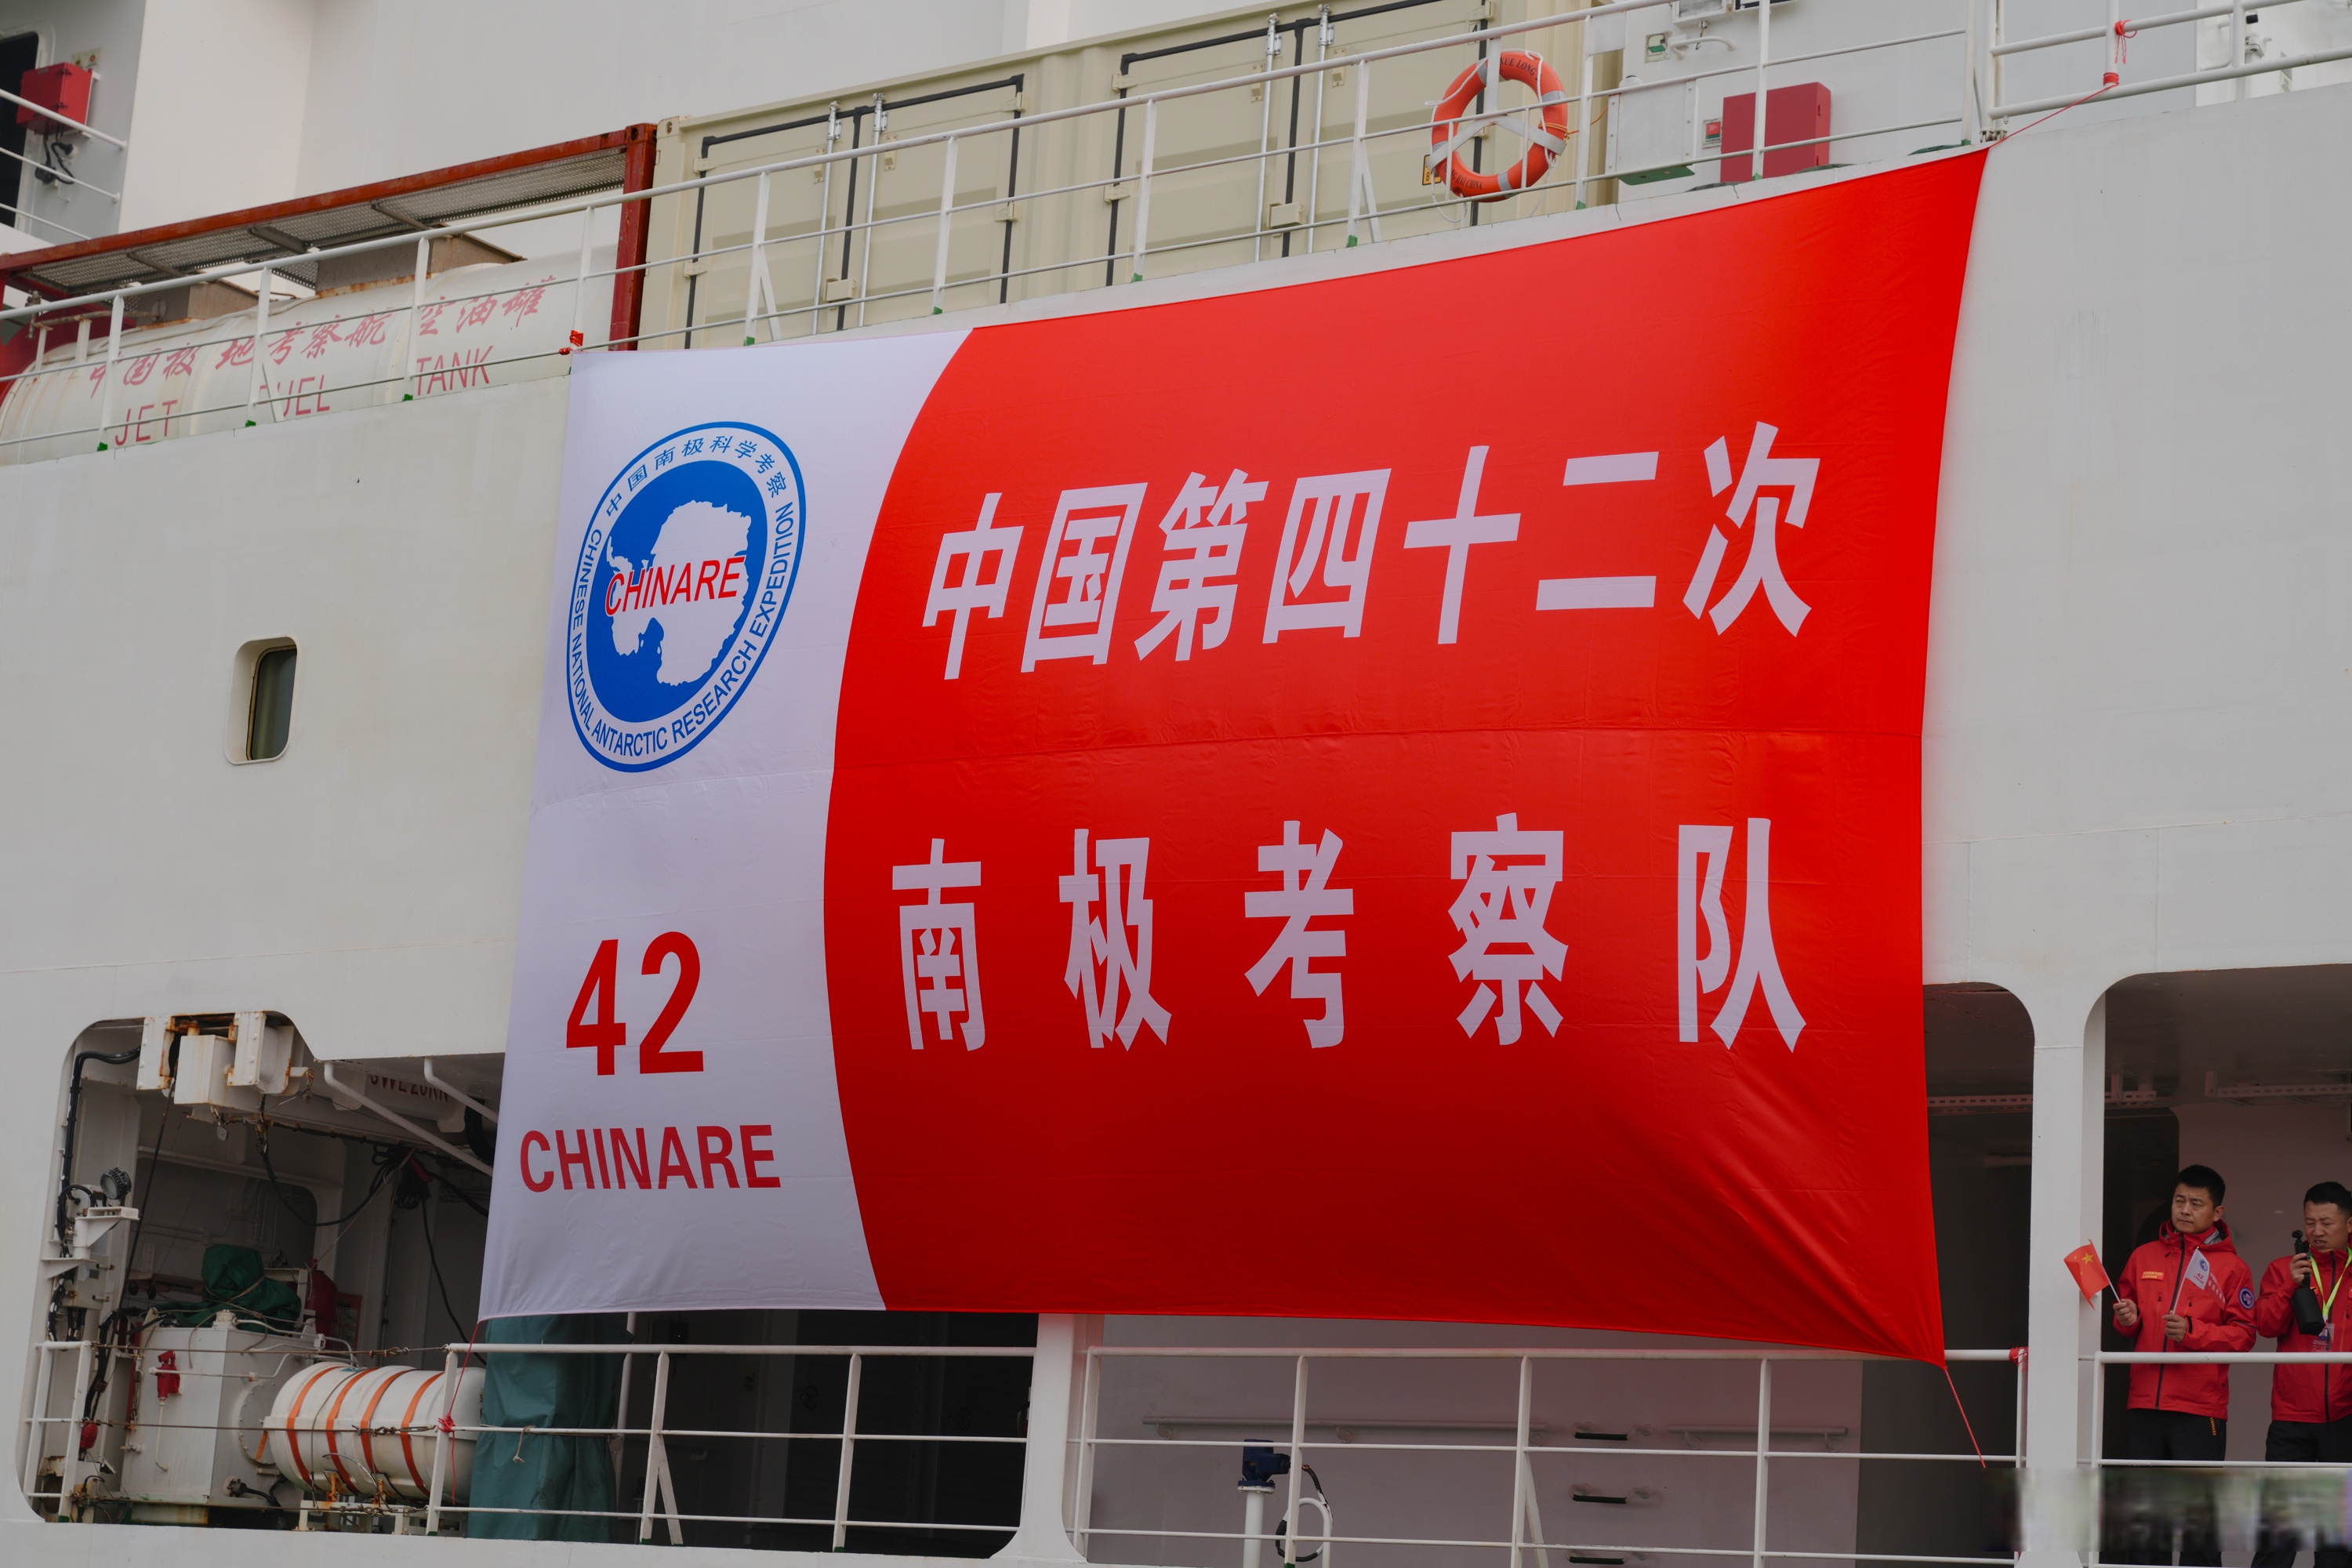 XUE LONG
中国极地考察航空油罐
JET FUEL TANK
中国南极科学考察
CHINARE
CHINESE NATIONAL ANTARCTIC RESEARCH EXPEDITION
中国第四十二次
南极考察队
42
CHINARE